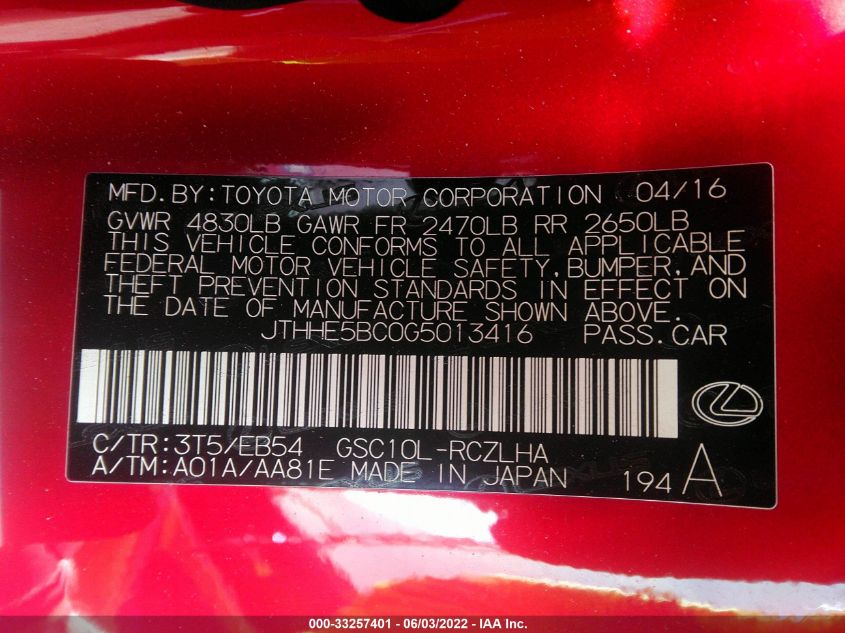 MFD. BY: TOYOTA MOTOR CORPORATION 04/16
GVWR 4830LB GAWR FR 2470LB RR 2650LB
THIS VEHICLE CONFORMS TO ALL APPLICABLE
FEDERAL MOTOR VEHICLE SAFETY, BUMPER, AND
THEFT PREVENTION STANDARDS IN EFFECT ON
THE DATE OF MANUFACTURE SHOWN ABOVE.
JTHHE5BC0G5013416 PASS. CAR
C/TR: 3T5/EB54 GSC10L-RCZLHA
A/TM: A01A/AA81E MADE IN JAPAN 194 A
000-33257401 - 06/03/2022 - IAA Inc.